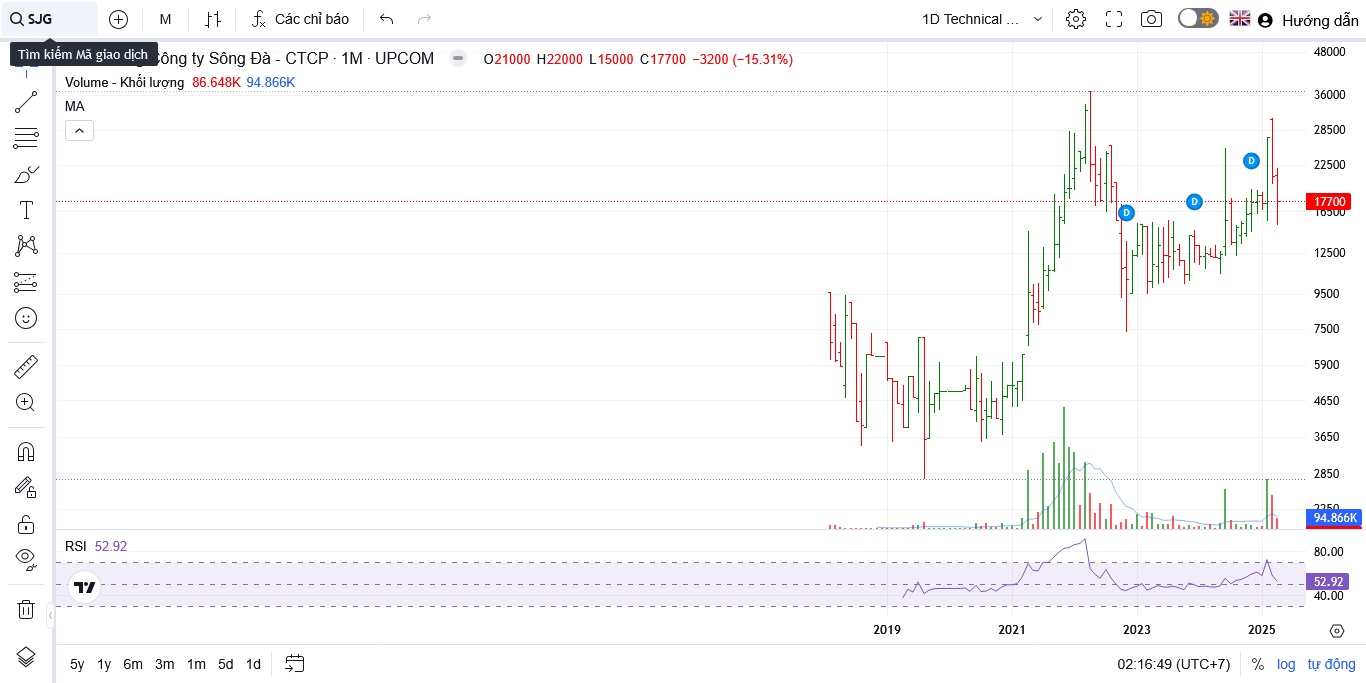 SJG
M
Các chỉ báo
1D Technical ...
Hướng dẫn
Tìm kiếm Mã giao dịch
Công ty Sông Đà - CTCP · 1M · UPCOM
O21000 H22000 L15000 C17700 −3200 (−15.31%)
Volume - Khối lượng 86.648K 94.866K
MA
48000
36000
28500
22500
17700
16500
12500
9500
7500
5900
4650
3650
2850
2250
94.866K
D
D
D
RSI 52.92
80.00
52.92
40.00
2019
2021
2023
2025
5y 1y 6m 3m 1m 5d 1d
02:16:49 (UTC+7)
% log tự động